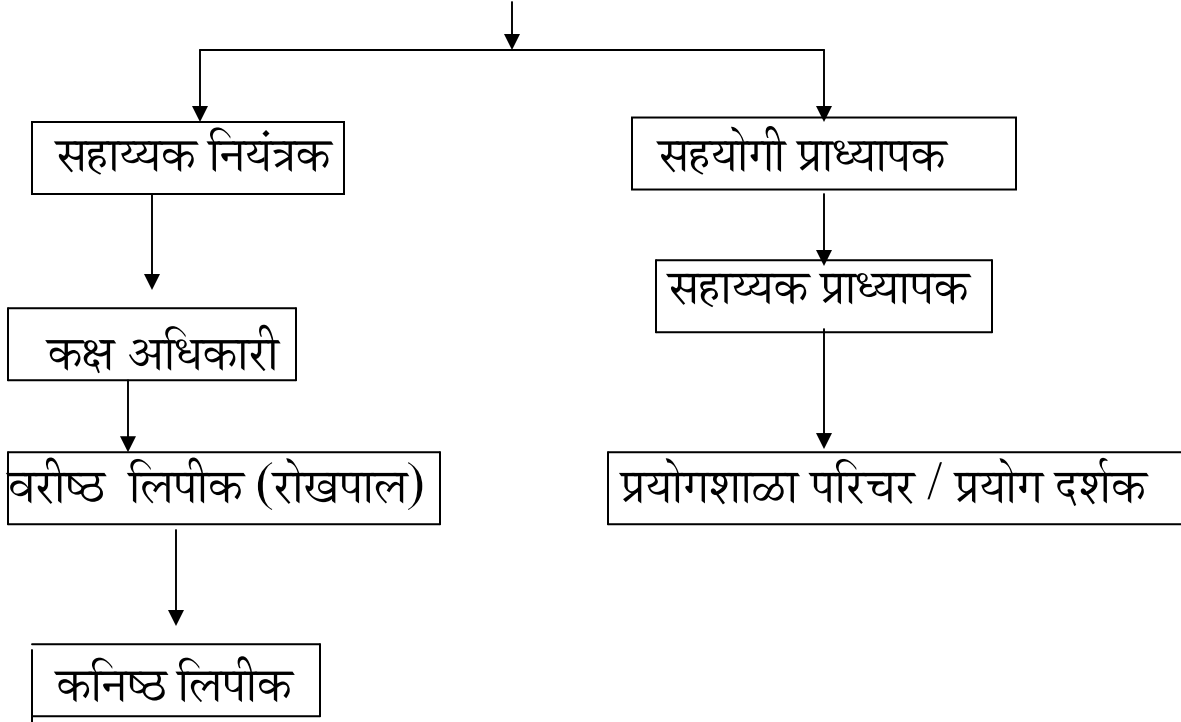 सहाय्यक नियंत्रक
सहयोगी प्राध्यापक
सहाय्यक प्राध्यापक
कक्ष अधिकारी
वरीष्ठ लिपीक (रोखपाल)
प्रयोगशाळा परिचर / प्रयोग दर्शक
कनिष्ठ लिपीक